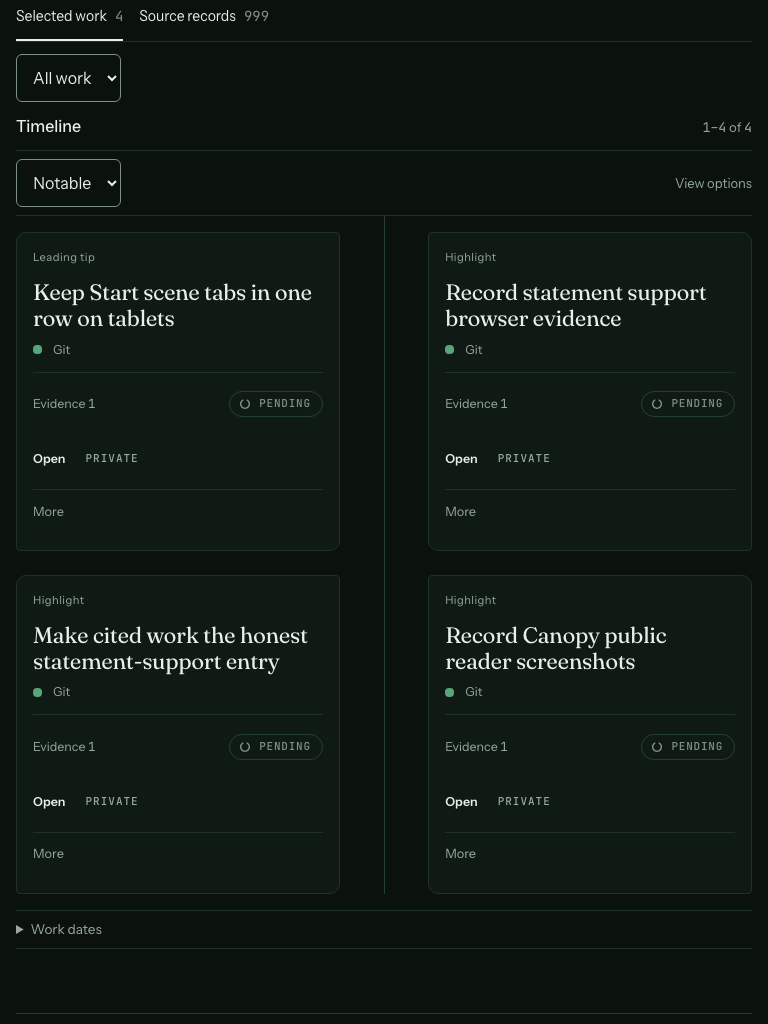 Selected work 4 Source records 999
All work
Timeline 1–4 of 4
Notable View options
Leading tip
Keep Start scene tabs in one
row on tablets
Git
Evidence 1 PENDING
Open PRIVATE
More
Highlight
Record statement support
browser evidence
Git
Evidence 1 PENDING
Open PRIVATE
More
Highlight
Make cited work the honest
statement-support entry
Git
Evidence 1 PENDING
Open PRIVATE
More
Highlight
Record Canopy public
reader screenshots
Git
Evidence 1 PENDING
Open PRIVATE
More
Work dates